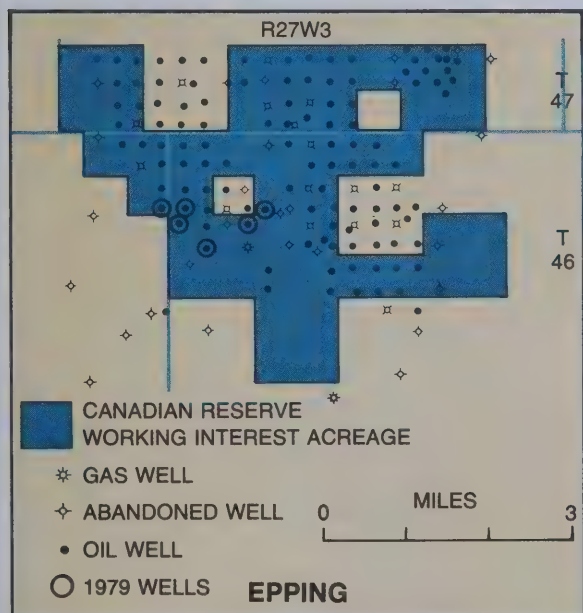 R27W3
T
47
T
46
CANADIAN RESERVE
WORKING INTEREST ACREAGE
GAS WELL
ABANDONED WELL
OIL WELL
1979 WELLS
MILES
0 3
EPPING